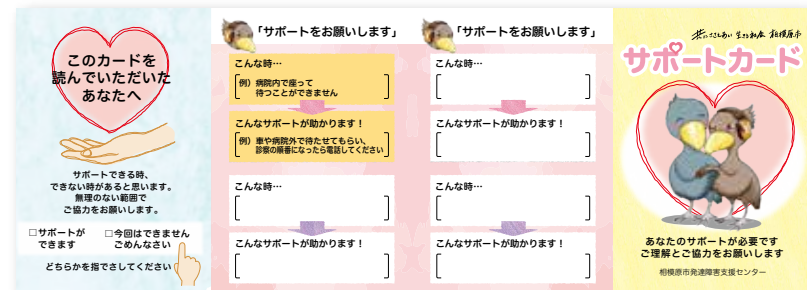 このカードを
読んでいただいた
あなたへ
サポートできる時、
できない時があると思います。
無理のない範囲で
ご協力をお願します。
□サポートが
できます
□今回はできません
ごめんなさい
どちらかを指でさしてください
「サポートをお願いします」
こんな時…
例）病院内で座って
待つことができません
こんなサポートが助かります！
例）車や病院外で待たせてもらい、
診察の順番になったら電話してください
こんな時…
こんなサポートが助かります！
「サポートをお願いします」
こんな時…
こんなサポートが助かります！
こんな時…
こんなサポートが助かります！
共にささえあい 生きる社会 相模原市
サポートカード
あなたのサポートが必要です
ご理解とご協力をお願いします
相模原市発達障害支援センター